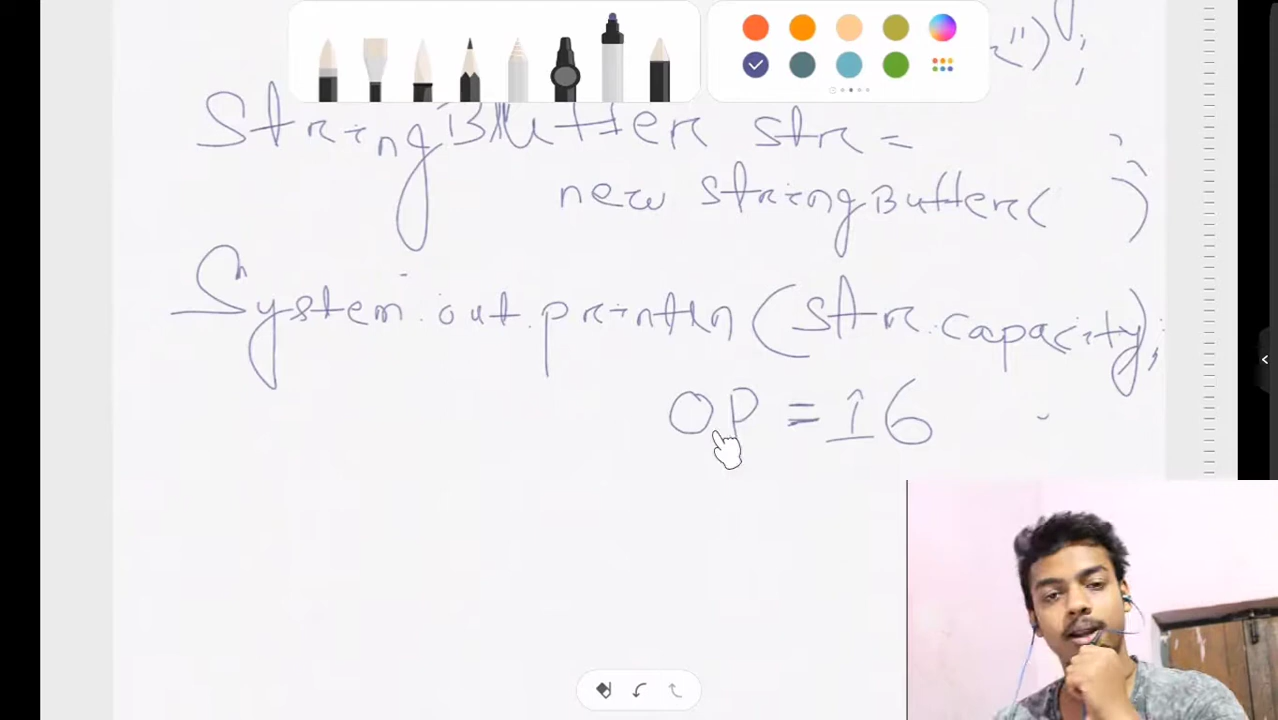 ");
StringBuffer str =
new stringBuffer( )
System.out.println(str.capacity);
OP = 16